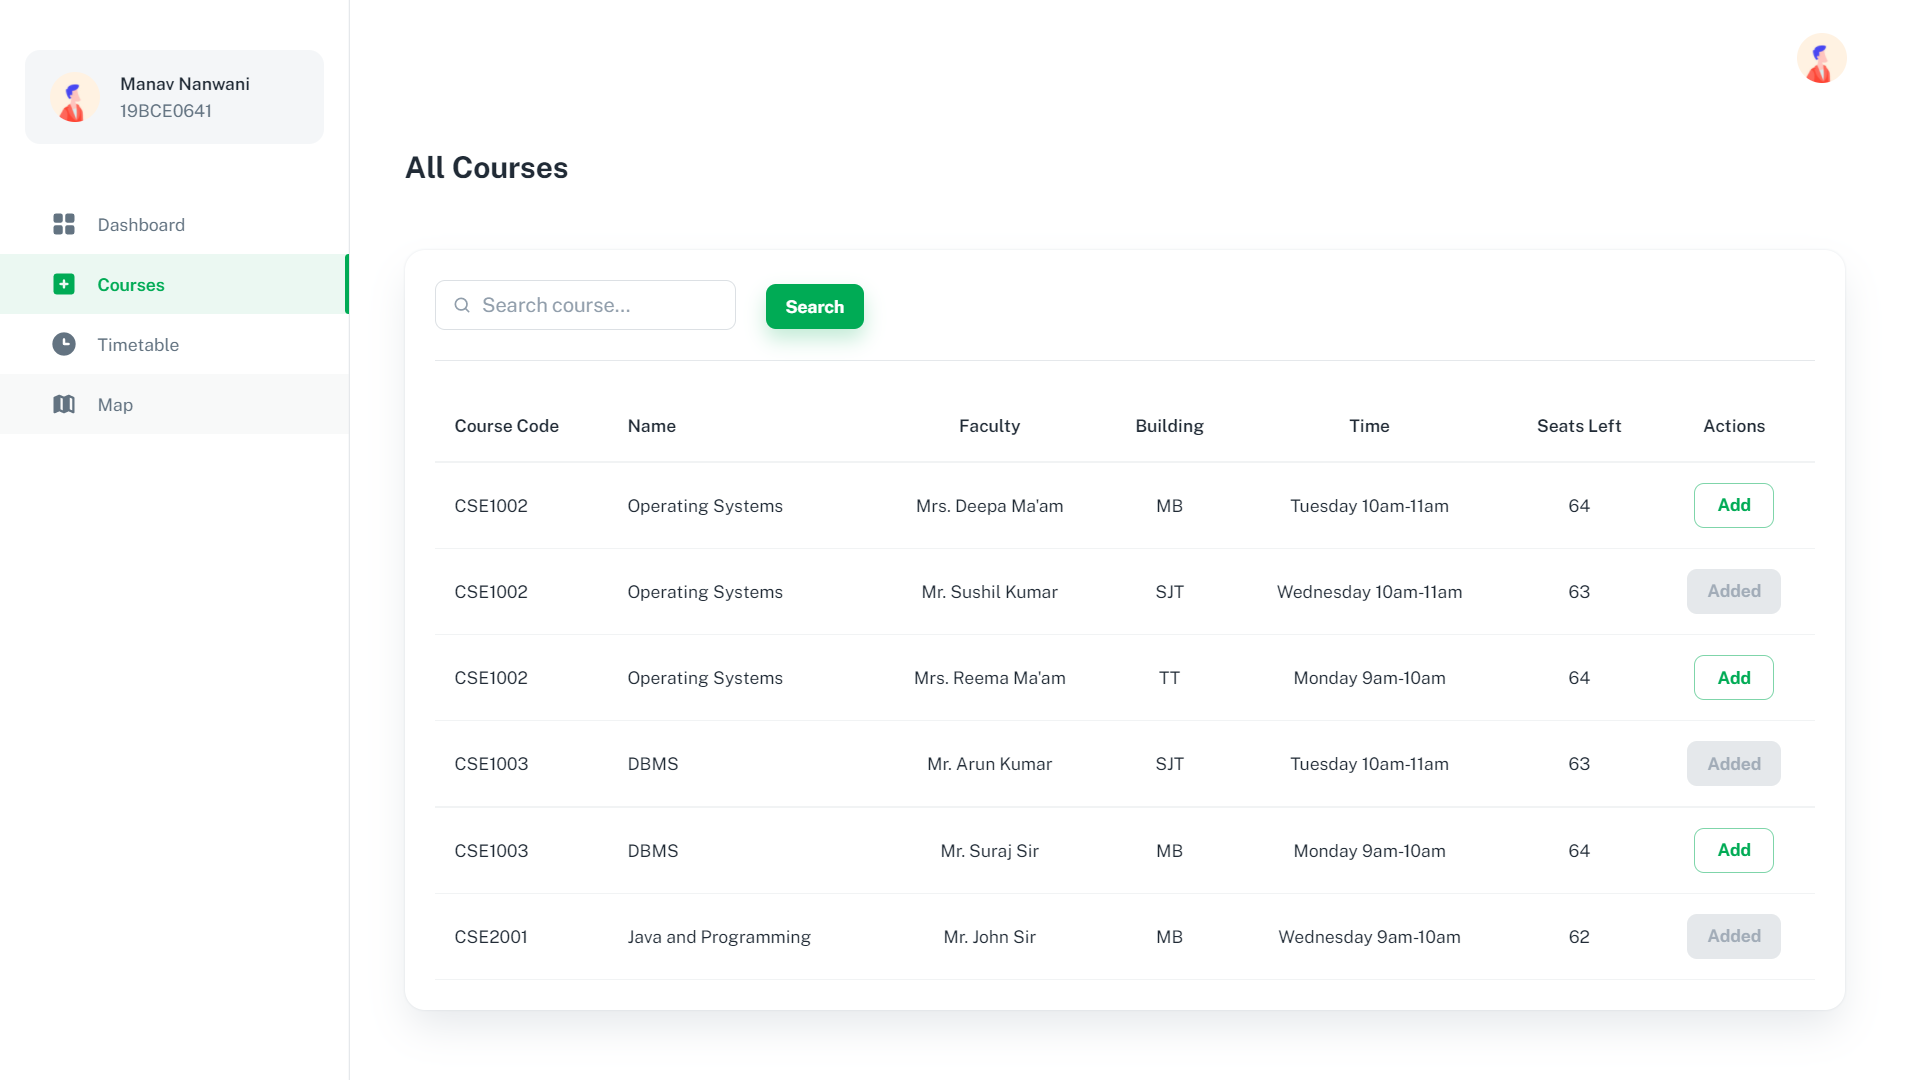 Manav Nanwani
19BCE0641
Dashboard
Courses
Timetable
Map
All Courses
Search course...
Search
Course Code Name Faculty Building Time Seats Left Actions
CSE1002 Operating Systems Mrs. Deepa Ma'am MB Tuesday 10am-11am 64 Add
CSE1002 Operating Systems Mr. Sushil Kumar SJT Wednesday 10am-11am 63 Added
CSE1002 Operating Systems Mrs. Reema Ma'am TT Monday 9am-10am 64 Add
CSE1003 DBMS Mr. Arun Kumar SJT Tuesday 10am-11am 63 Added
CSE1003 DBMS Mr. Suraj Sir MB Monday 9am-10am 64 Add
CSE2001 Java and Programming Mr. John Sir MB Wednesday 9am-10am 62 Added